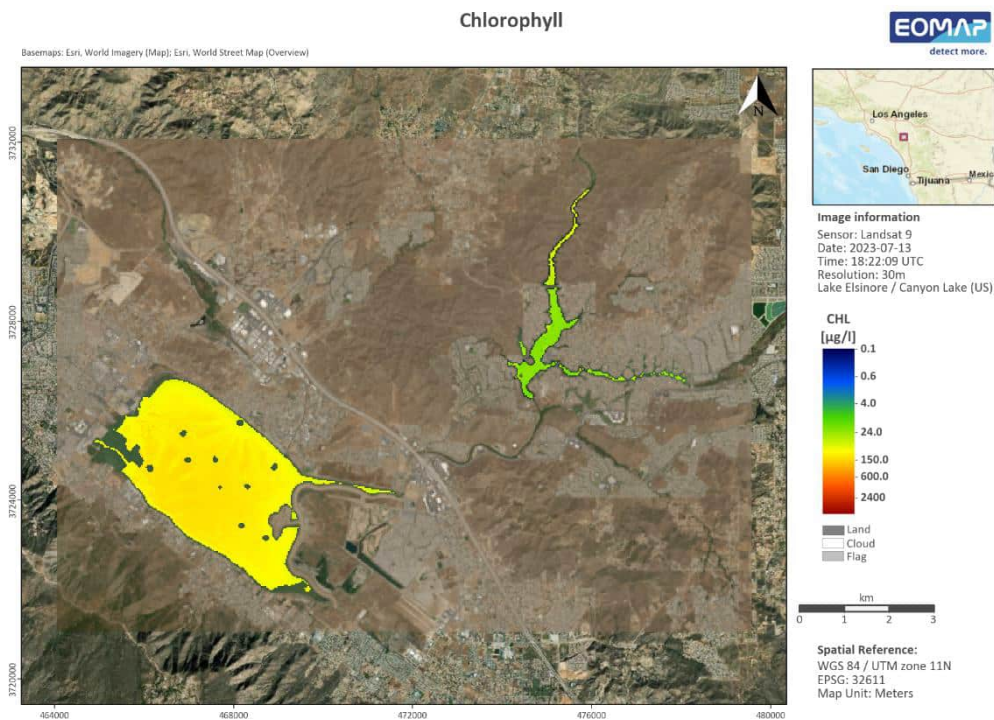 Chlorophyll
EOMAP
detect more.
Basemaps: Esri, World Imagery (Map); Esri, World Street Map (Overview)
N
Los Angeles
San Diego
Tijuana
Mexic
Image information
Sensor: Landsat 9
Date: 2023-07-13
Time: 18:22:09 UTC
Resolution: 30m
Lake Elsinore / Canyon Lake (US)
CHL
[µg/l]
0.1
0.6
4.0
24.0
150.0
600.0
2400
Land
Cloud
Flag
km
0 1 2 3
Spatial Reference:
WGS 84 / UTM zone 11N
EPSG: 32611
Map Unit: Meters
3732000
3728000
3724000
3720000
464000 468000 472000 476000 480000